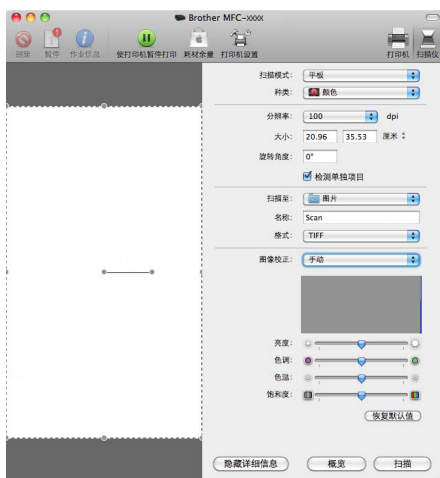 Brother MFC-xxxx
删除 暂停 作业信息 使打印机暂停打印 耗材余量 打印机设置 打印机 扫描仪
扫描模式: 平板
种类: 颜色
分辨率: 100 dpi
大小: 20.96 35.53 厘米
旋转角度: 0°
检测单独项目
扫描至: 图片
名称: Scan
格式: TIFF
图像校正: 手动
亮度:
色调:
色温:
饱和度:
恢复默认值
隐藏详细信息 概览 扫描